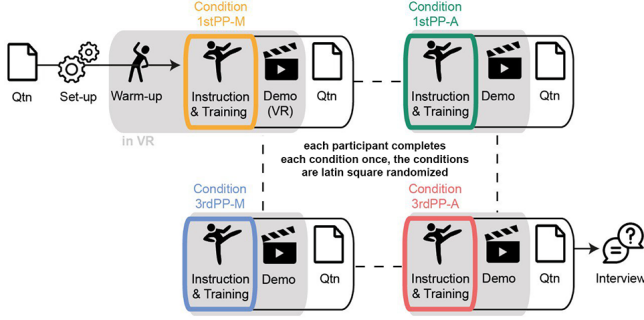 Condition
1stPP-M
Condition
1stPP-A
Qtn
Set-up
Warm-up
Instruction
& Training
Demo
(VR)
Qtn
Instruction
& Training
Demo
Qtn
in VR
each participant completes
each condition once, the conditions
are latin square randomized
Condition
3rdPP-M
Condition
3rdPP-A
Instruction
& Training
Demo
Qtn
Instruction
& Training
Demo
Qtn
?
Interview